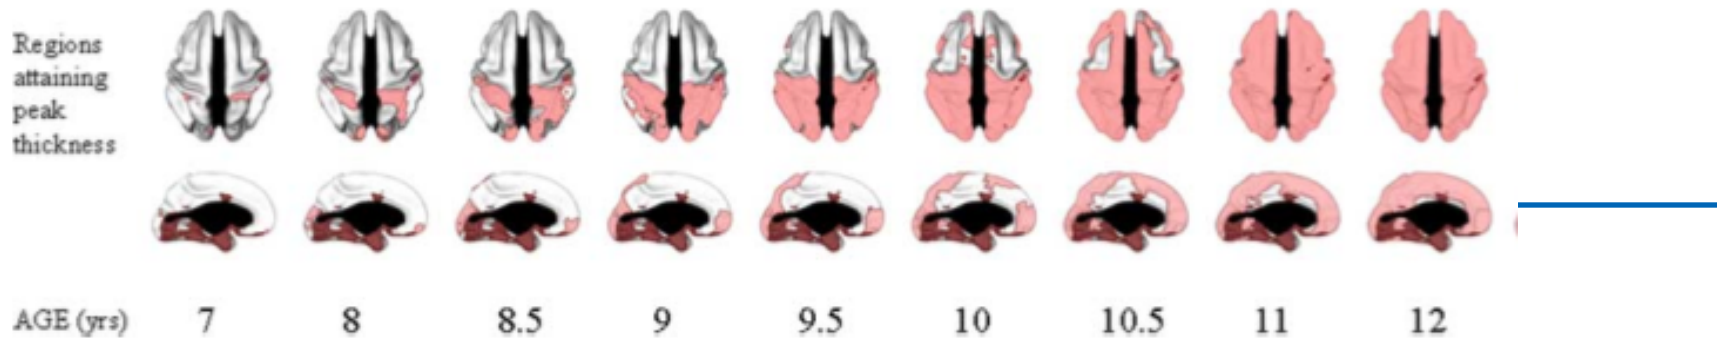 Regions
attaining
peak
thickness
AGE (yrs) 7 8 8.5 9 9.5 10 10.5 11 12